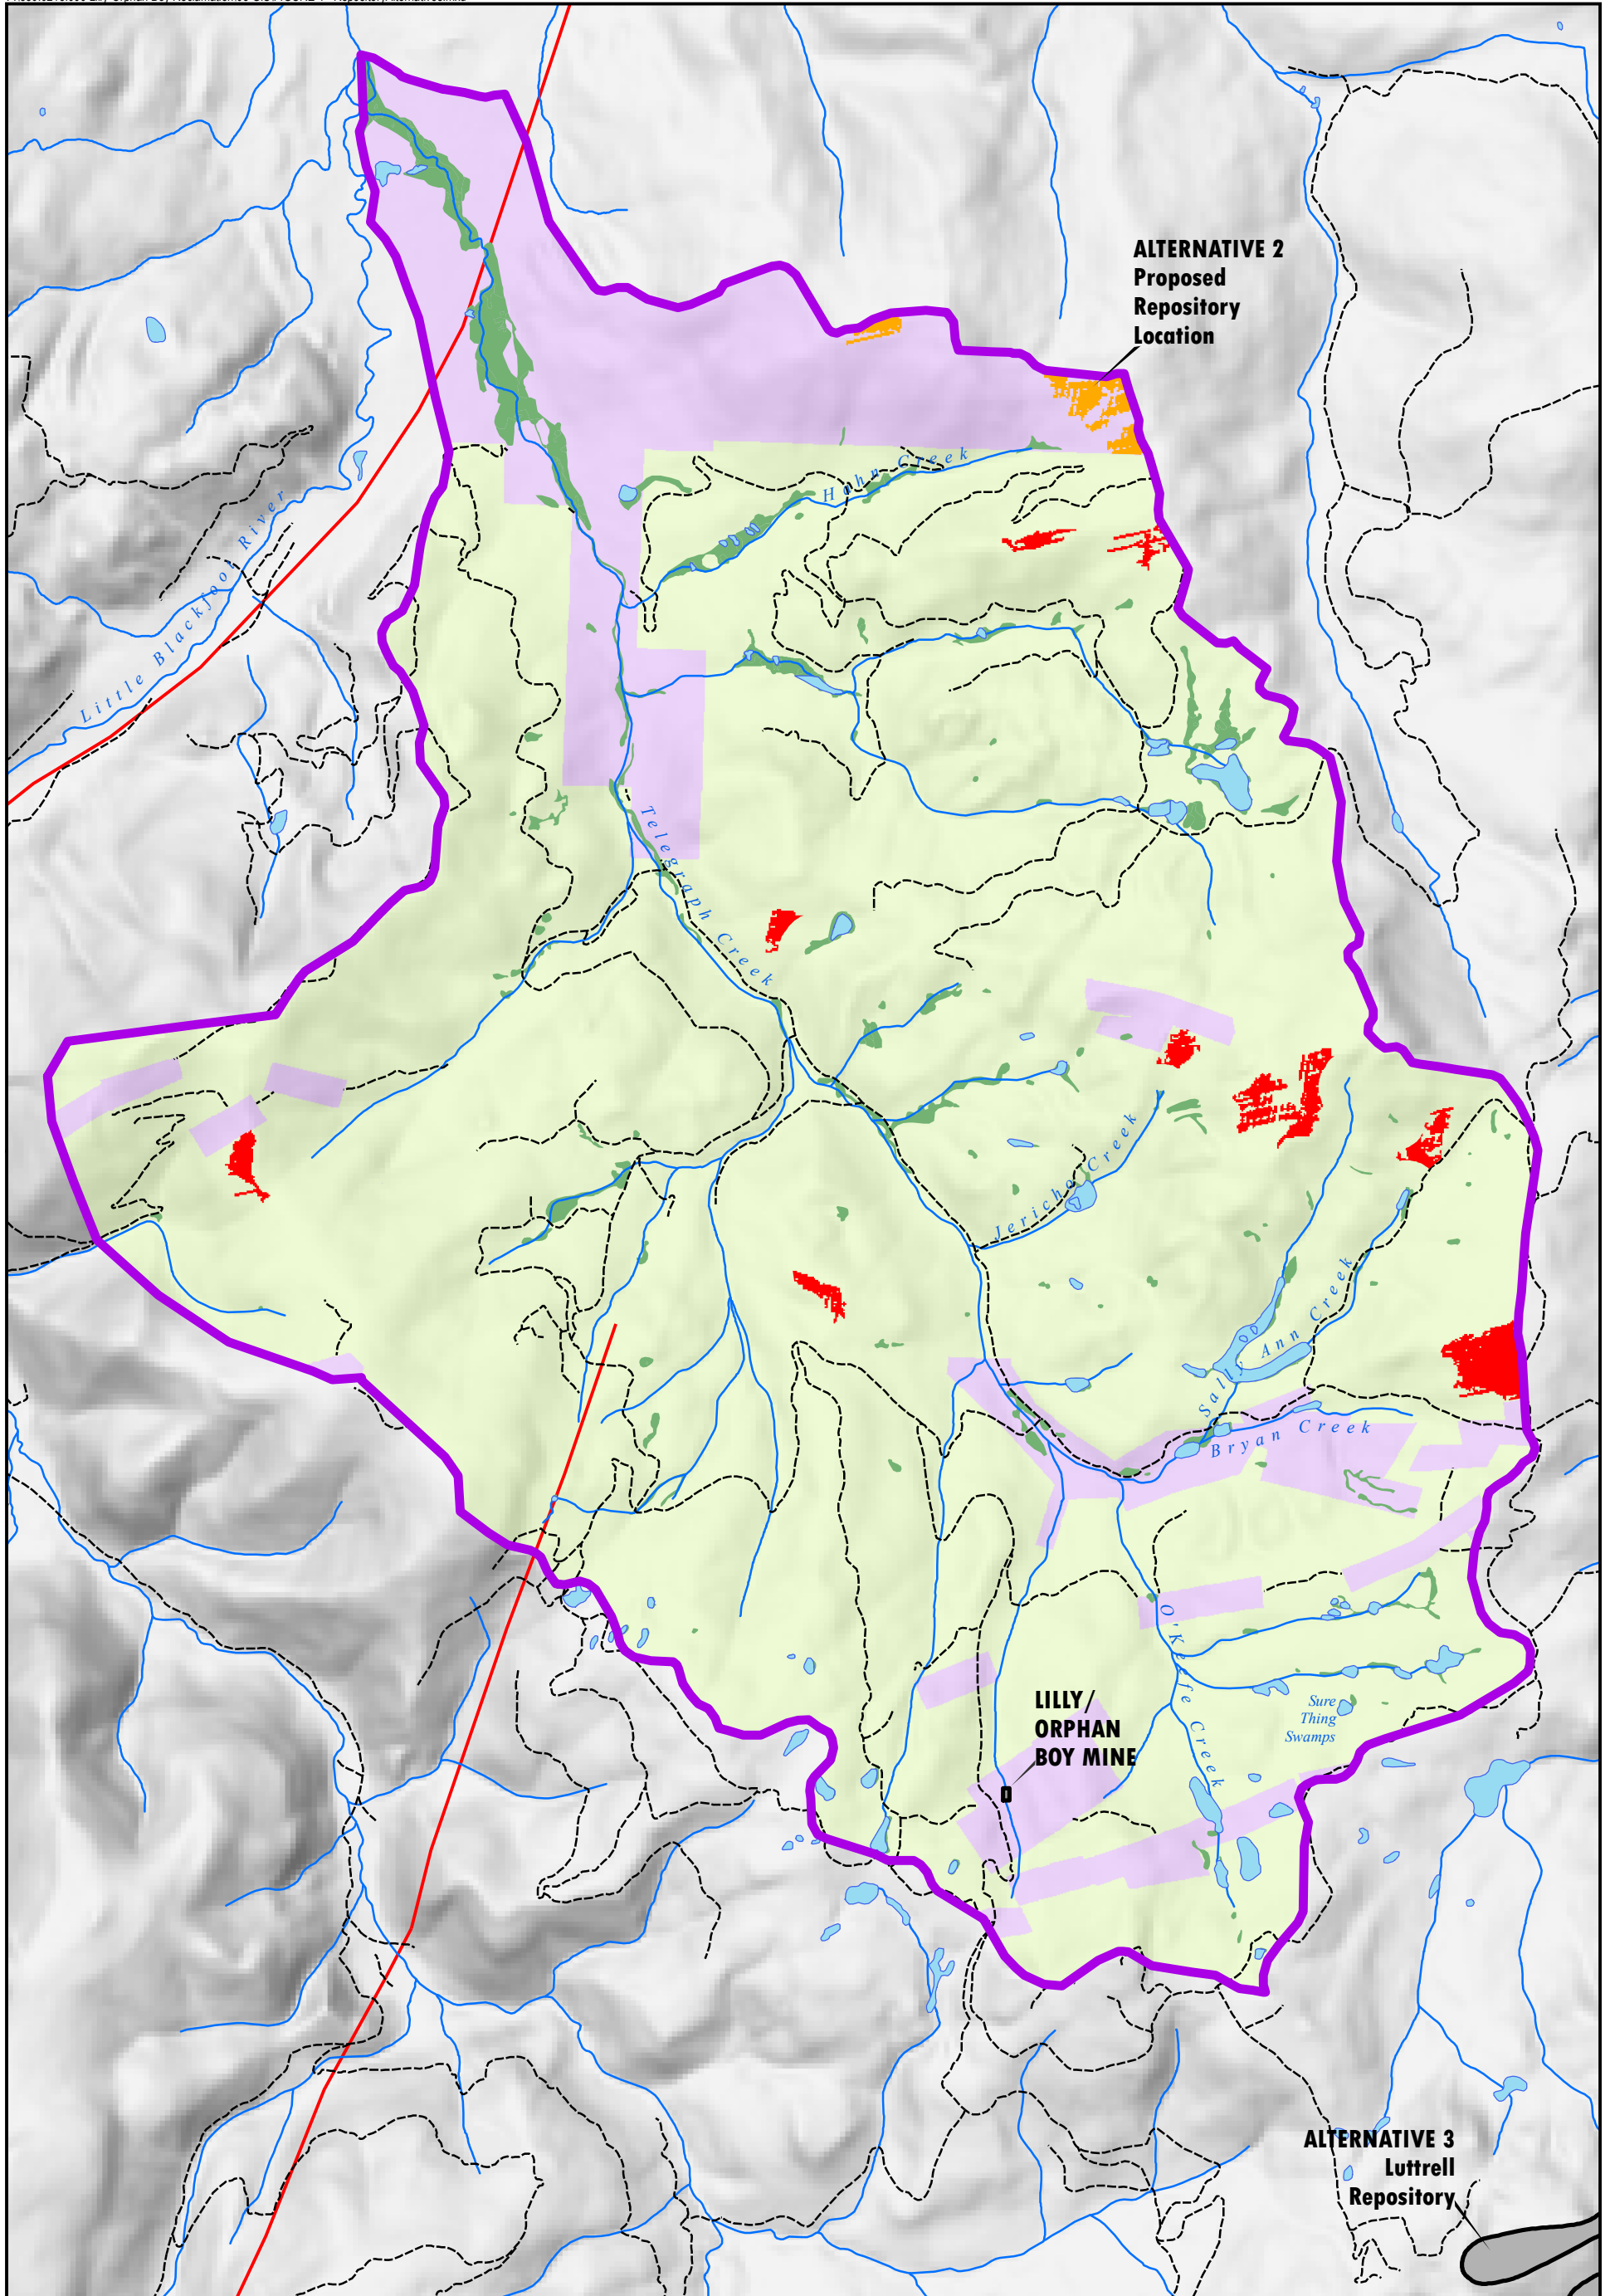 ALTERNATIVE 2
Proposed
Repository
Location
Hahn Creek
Little Blackfoot River
Telegraph Creek
Jericho Creek
Sally Ann Creek
Bryan Creek
O'Keefe Creek
Sure
Thing
Swamps
LILLY/
ORPHAN
BOY MINE
ALTERNATIVE 3
Luttrell
Repository